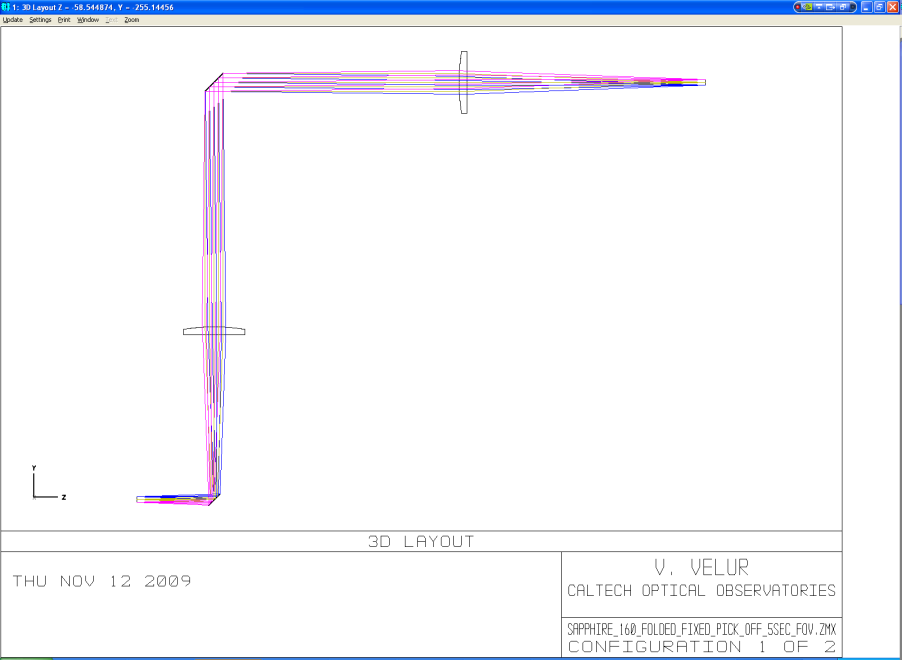 1: 3D Layout Z = -58.544874, Y = -255.14456
Update Settings Print Window Text Zoom
Y
Z
3D LAYOUT
THU NOV 12 2009
V. VELUR
CALTECH OPTICAL OBSERVATORIES
SAPPHIRE_160_FOLDED_FIXED_PICK_OFF_5SEC_FOV.ZMX
CONFIGURATION 1 OF 2